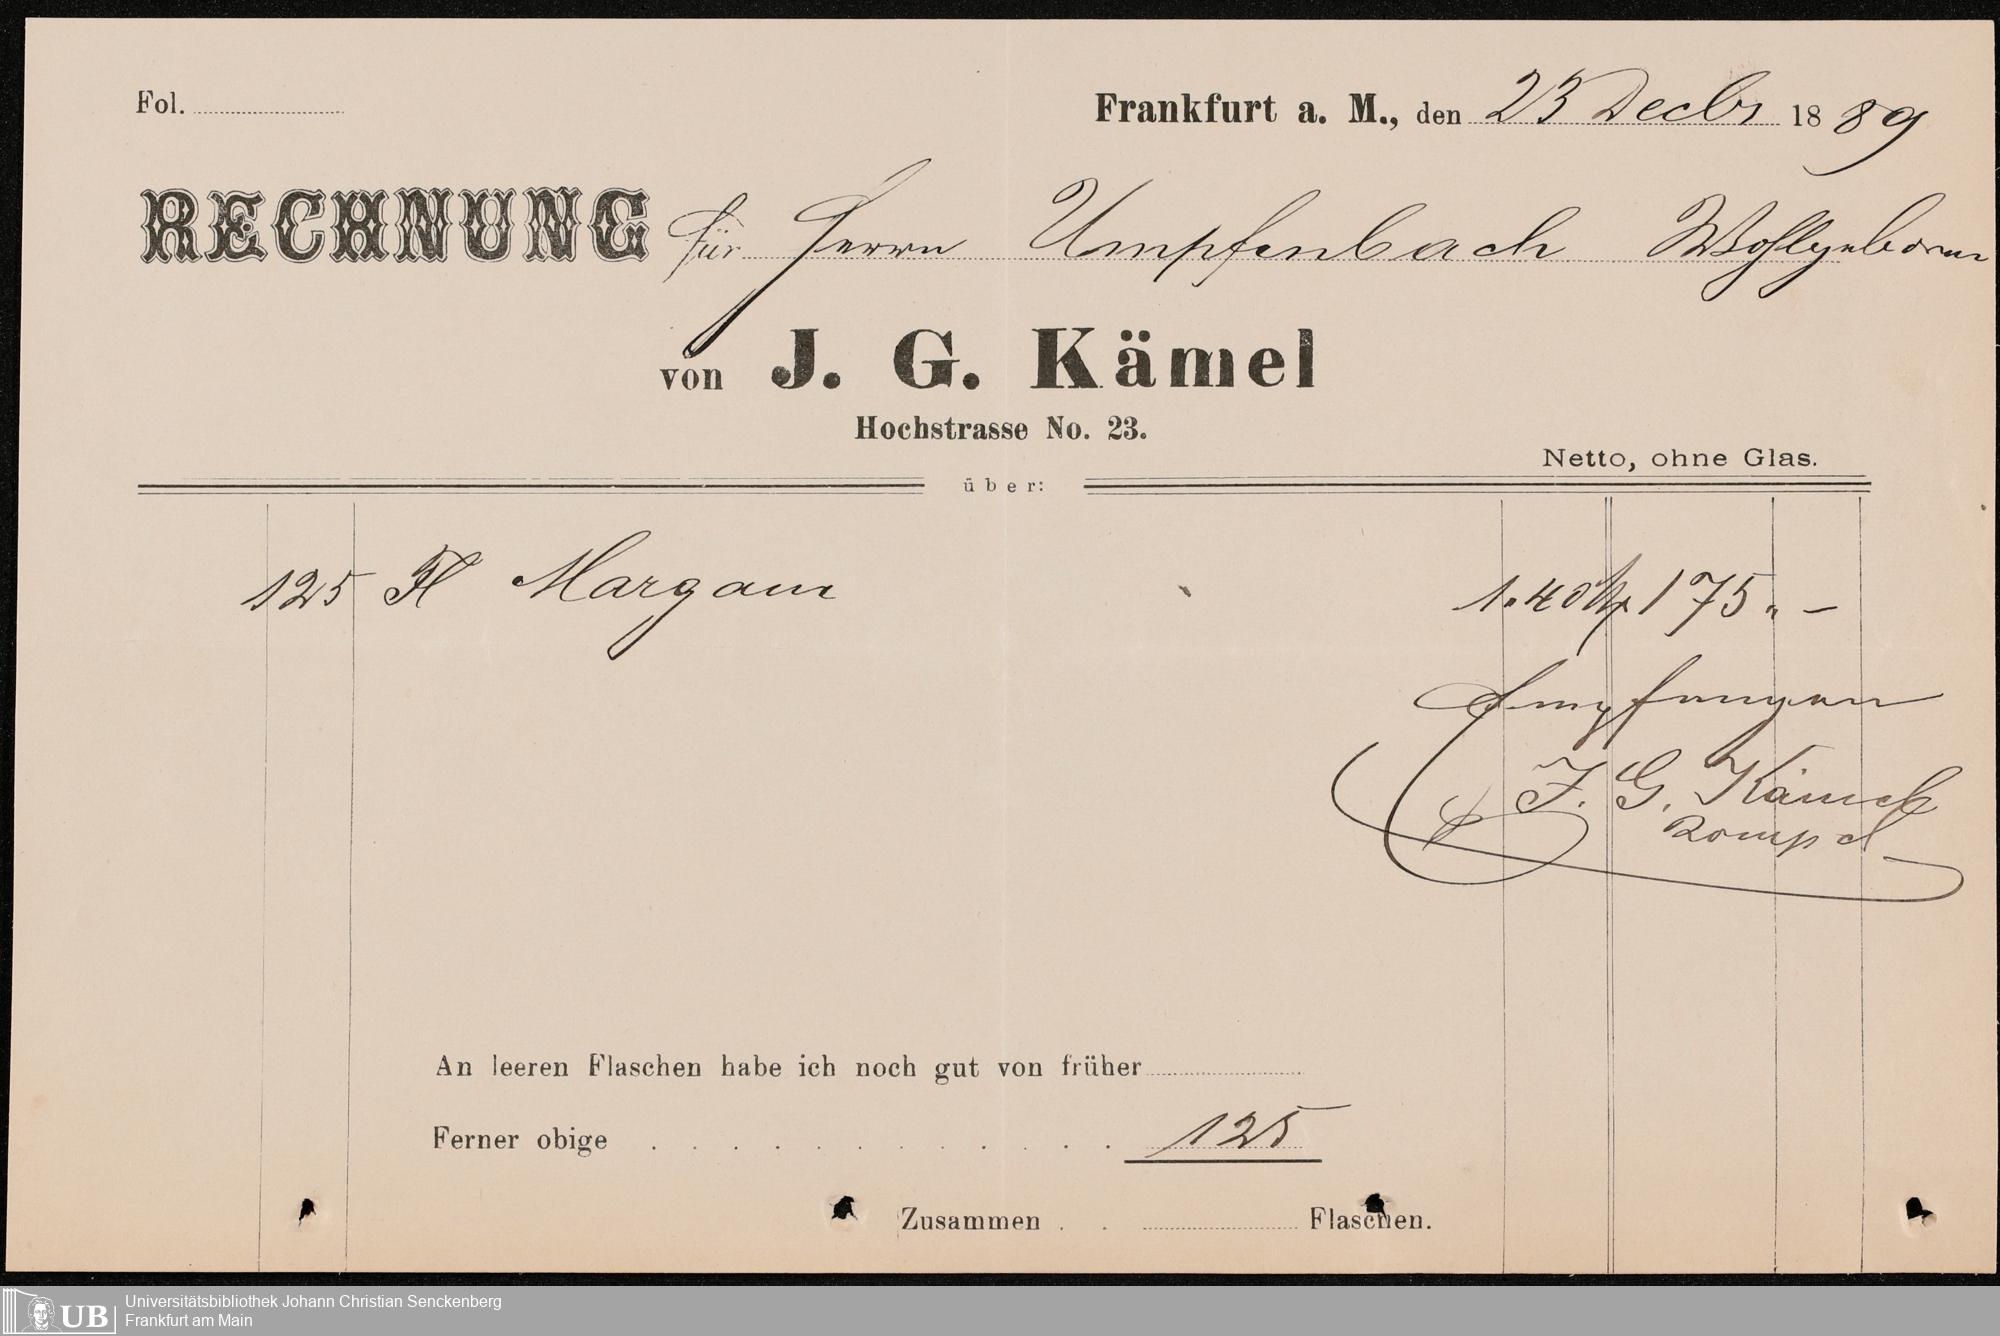 Fol.
Frankfurt a. M., den 23 Decbr 1889
RECHNUNG für Herrn Umpfenbach Wohlgeboren
von J. G. Kämel
Hochstrasse No. 23.
Netto, ohne Glas.
über:
125 Fl Margaux 1.40 175 " –
Empfangen
J. G. Kämel
Rompel
An leeren Flaschen habe ich noch gut von früher
Ferner obige . . . . . . . . . . . . 125
Zusammen . . Flaschen.
UB
Universitätsbibliothek Johann Christian Senckenberg
Frankfurt am Main